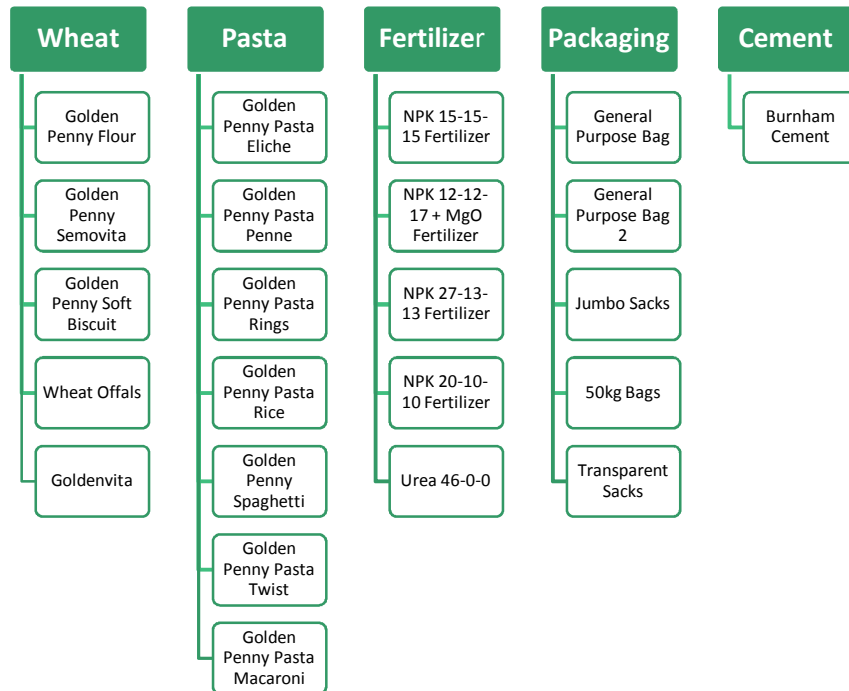 Wheat
Golden
Penny Flour
Golden
Penny
Semovita
Golden
Penny Soft
Biscuit
Wheat Offals
Goldenvita
Pasta
Golden
Penny Pasta
Eliche
Golden
Penny Pasta
Penne
Golden
Penny Pasta
Rings
Golden
Penny Pasta
Rice
Golden
Penny
Spaghetti
Golden
Penny Pasta
Twist
Golden
Penny Pasta
Macaroni
Fertilizer
NPK 15-15-
15 Fertilizer
NPK 12-12-
17 + MgO
Fertilizer
NPK 27-13-
13 Fertilizer
NPK 20-10-
10 Fertilizer
Urea 46-0-0
Packaging
General
Purpose Bag
General
Purpose Bag
2
Jumbo Sacks
50kg Bags
Transparent
Sacks
Cement
Burnham
Cement